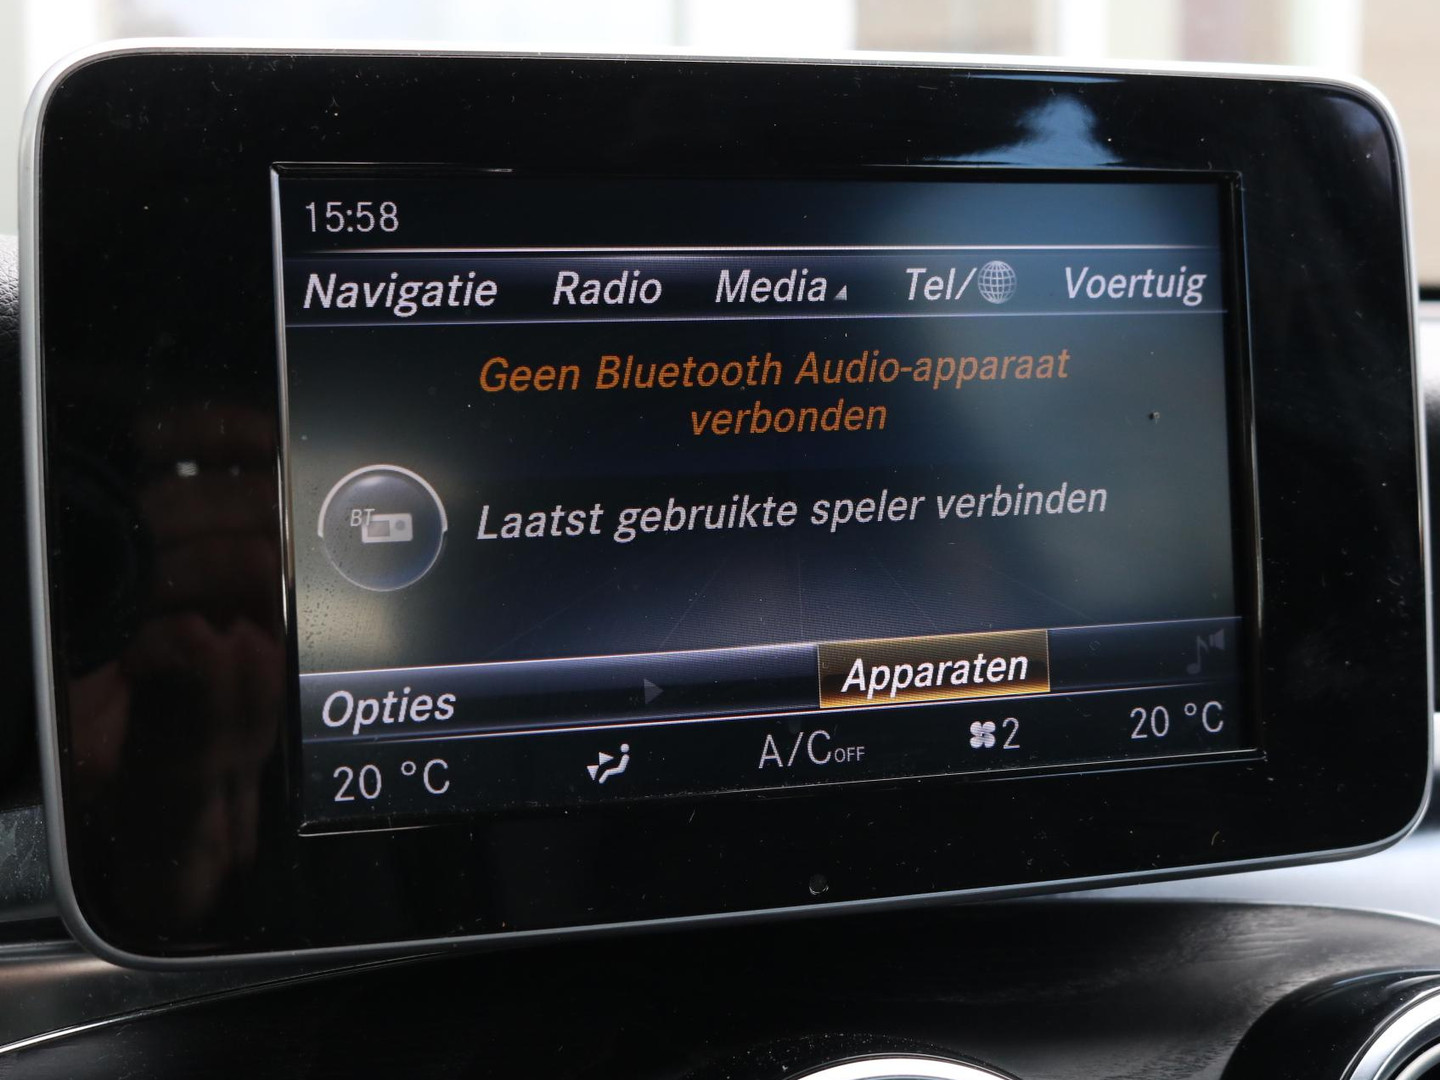 15:58
Navigatie Radio Media Tel/ Voertuig
Geen Bluetooth Audio-apparaat
verbonden
BT
Laatst gebruikte speler verbinden
Opties Apparaten
20 °C A/C OFF 2 20 °C